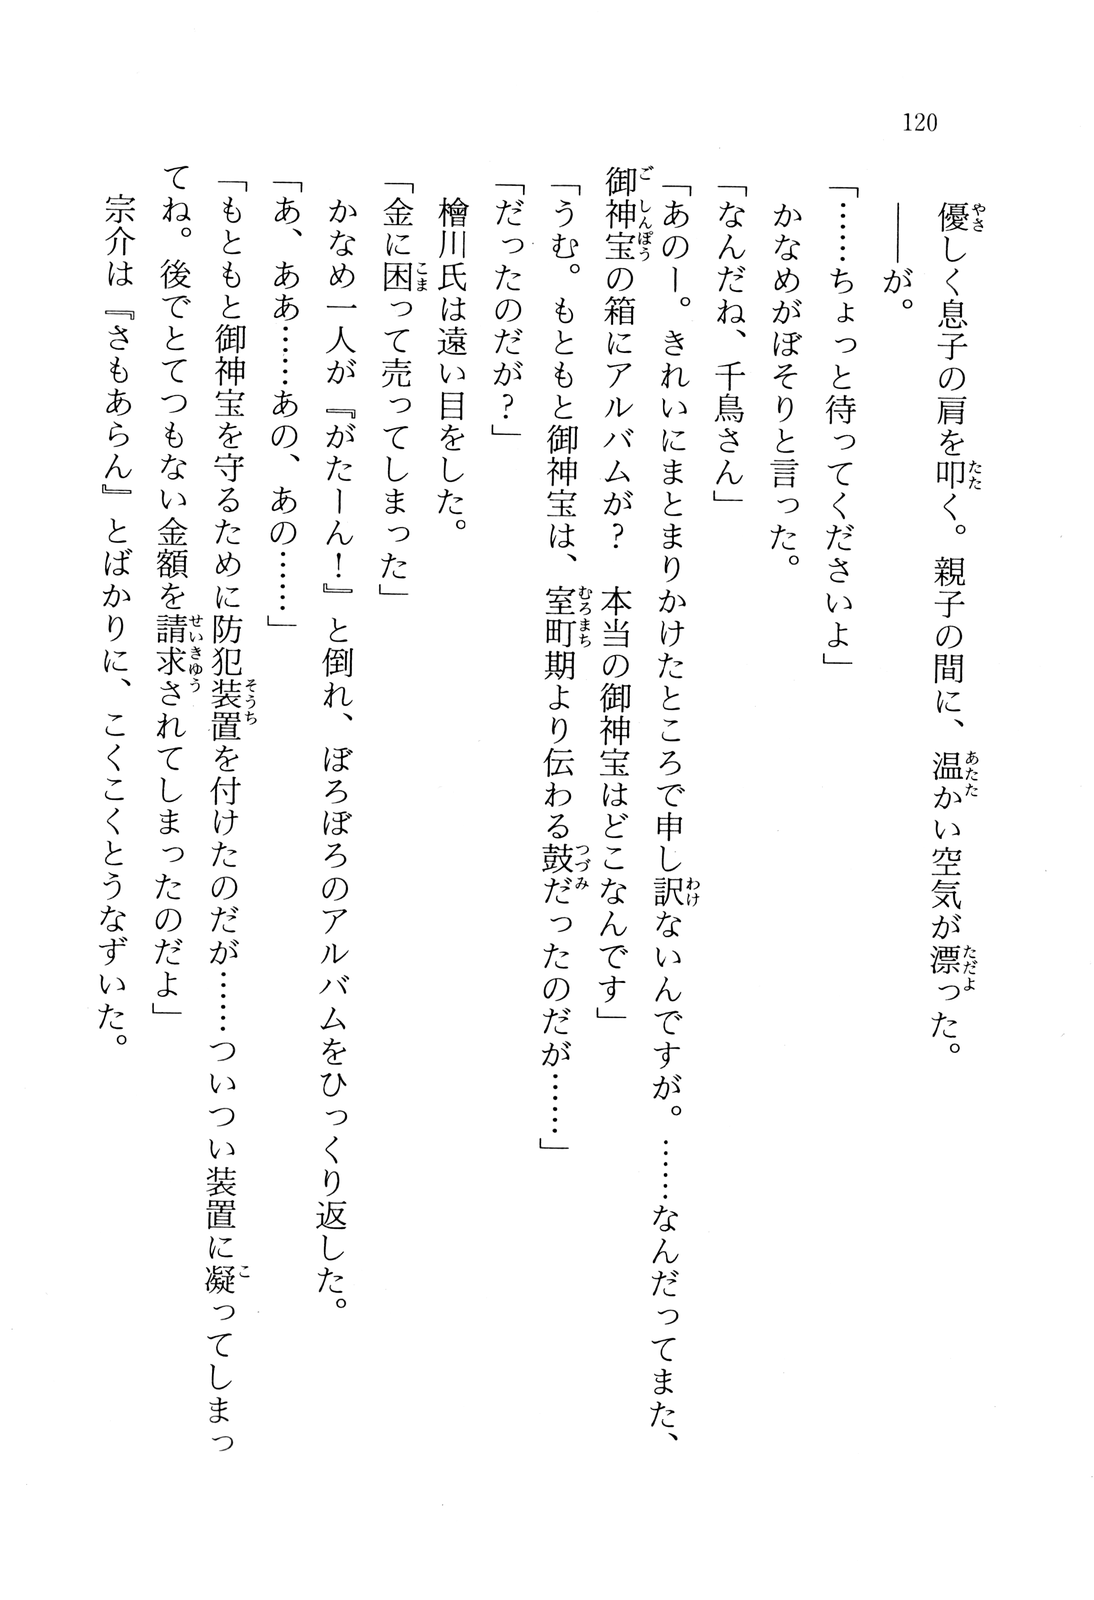 120
優しく息子の肩を叩く。親子の間に、温かい空気が漂った。
――が。
「……ちょっと待ってくださいよ」
かなめがぼそりと言った。
「なんだね、千鳥さん」
「あのー。きれいにまとまりかけたところで申し訳ないんですが。……なんだってまた、
御神宝の箱にアルバムが？　本当の御神宝はどこなんです」
「うむ。もともと御神宝は、室町期より伝わる鼓だったのだが……」
「だったのだが？」
檜川氏は遠い目をした。
「金に困って売ってしまった」
かなめ一人が『がたーん！』と倒れ、ぼろぼろのアルバムをひっくり返した。
「あ、ああ……あの、あの……」
「もともと御神宝を守るために防犯装置を付けたのだが……ついつい装置に凝ってしまっ
てね。後でとてつもない金額を請求されてしまったのだよ」
宗介は『さもあらん』とばかりに、こくこくとうなずいた。